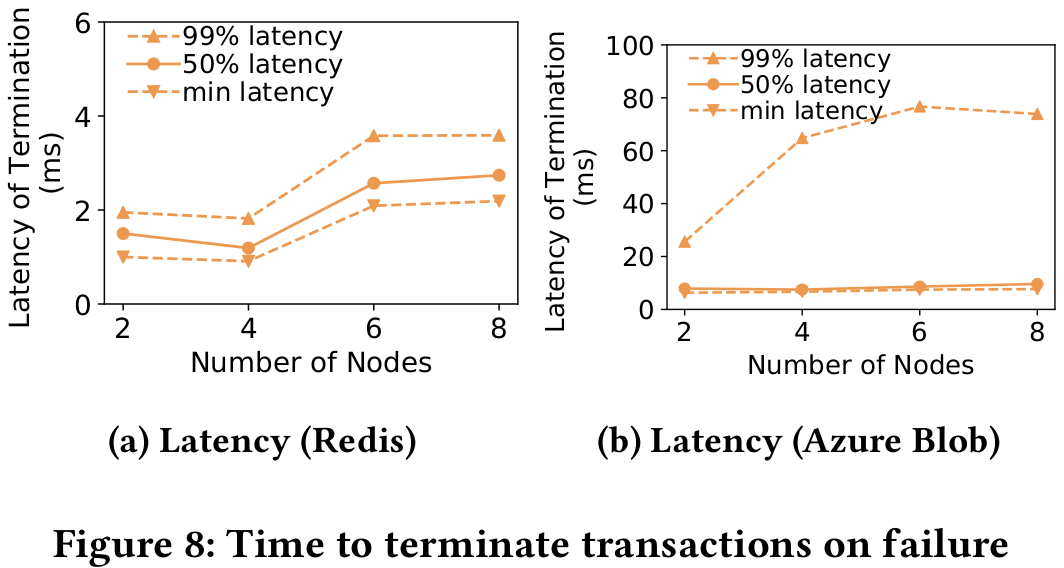 Latency of Termination
(ms)
6
4
2
0
99% latency
50% latency
min latency
2 4 6 8
Number of Nodes
(a) Latency (Redis)
Latency of Termination
(ms)
100
80
60
40
20
0
99% latency
50% latency
min latency
2 4 6 8
Number of Nodes
(b) Latency (Azure Blob)
Figure 8: Time to terminate transactions on failure